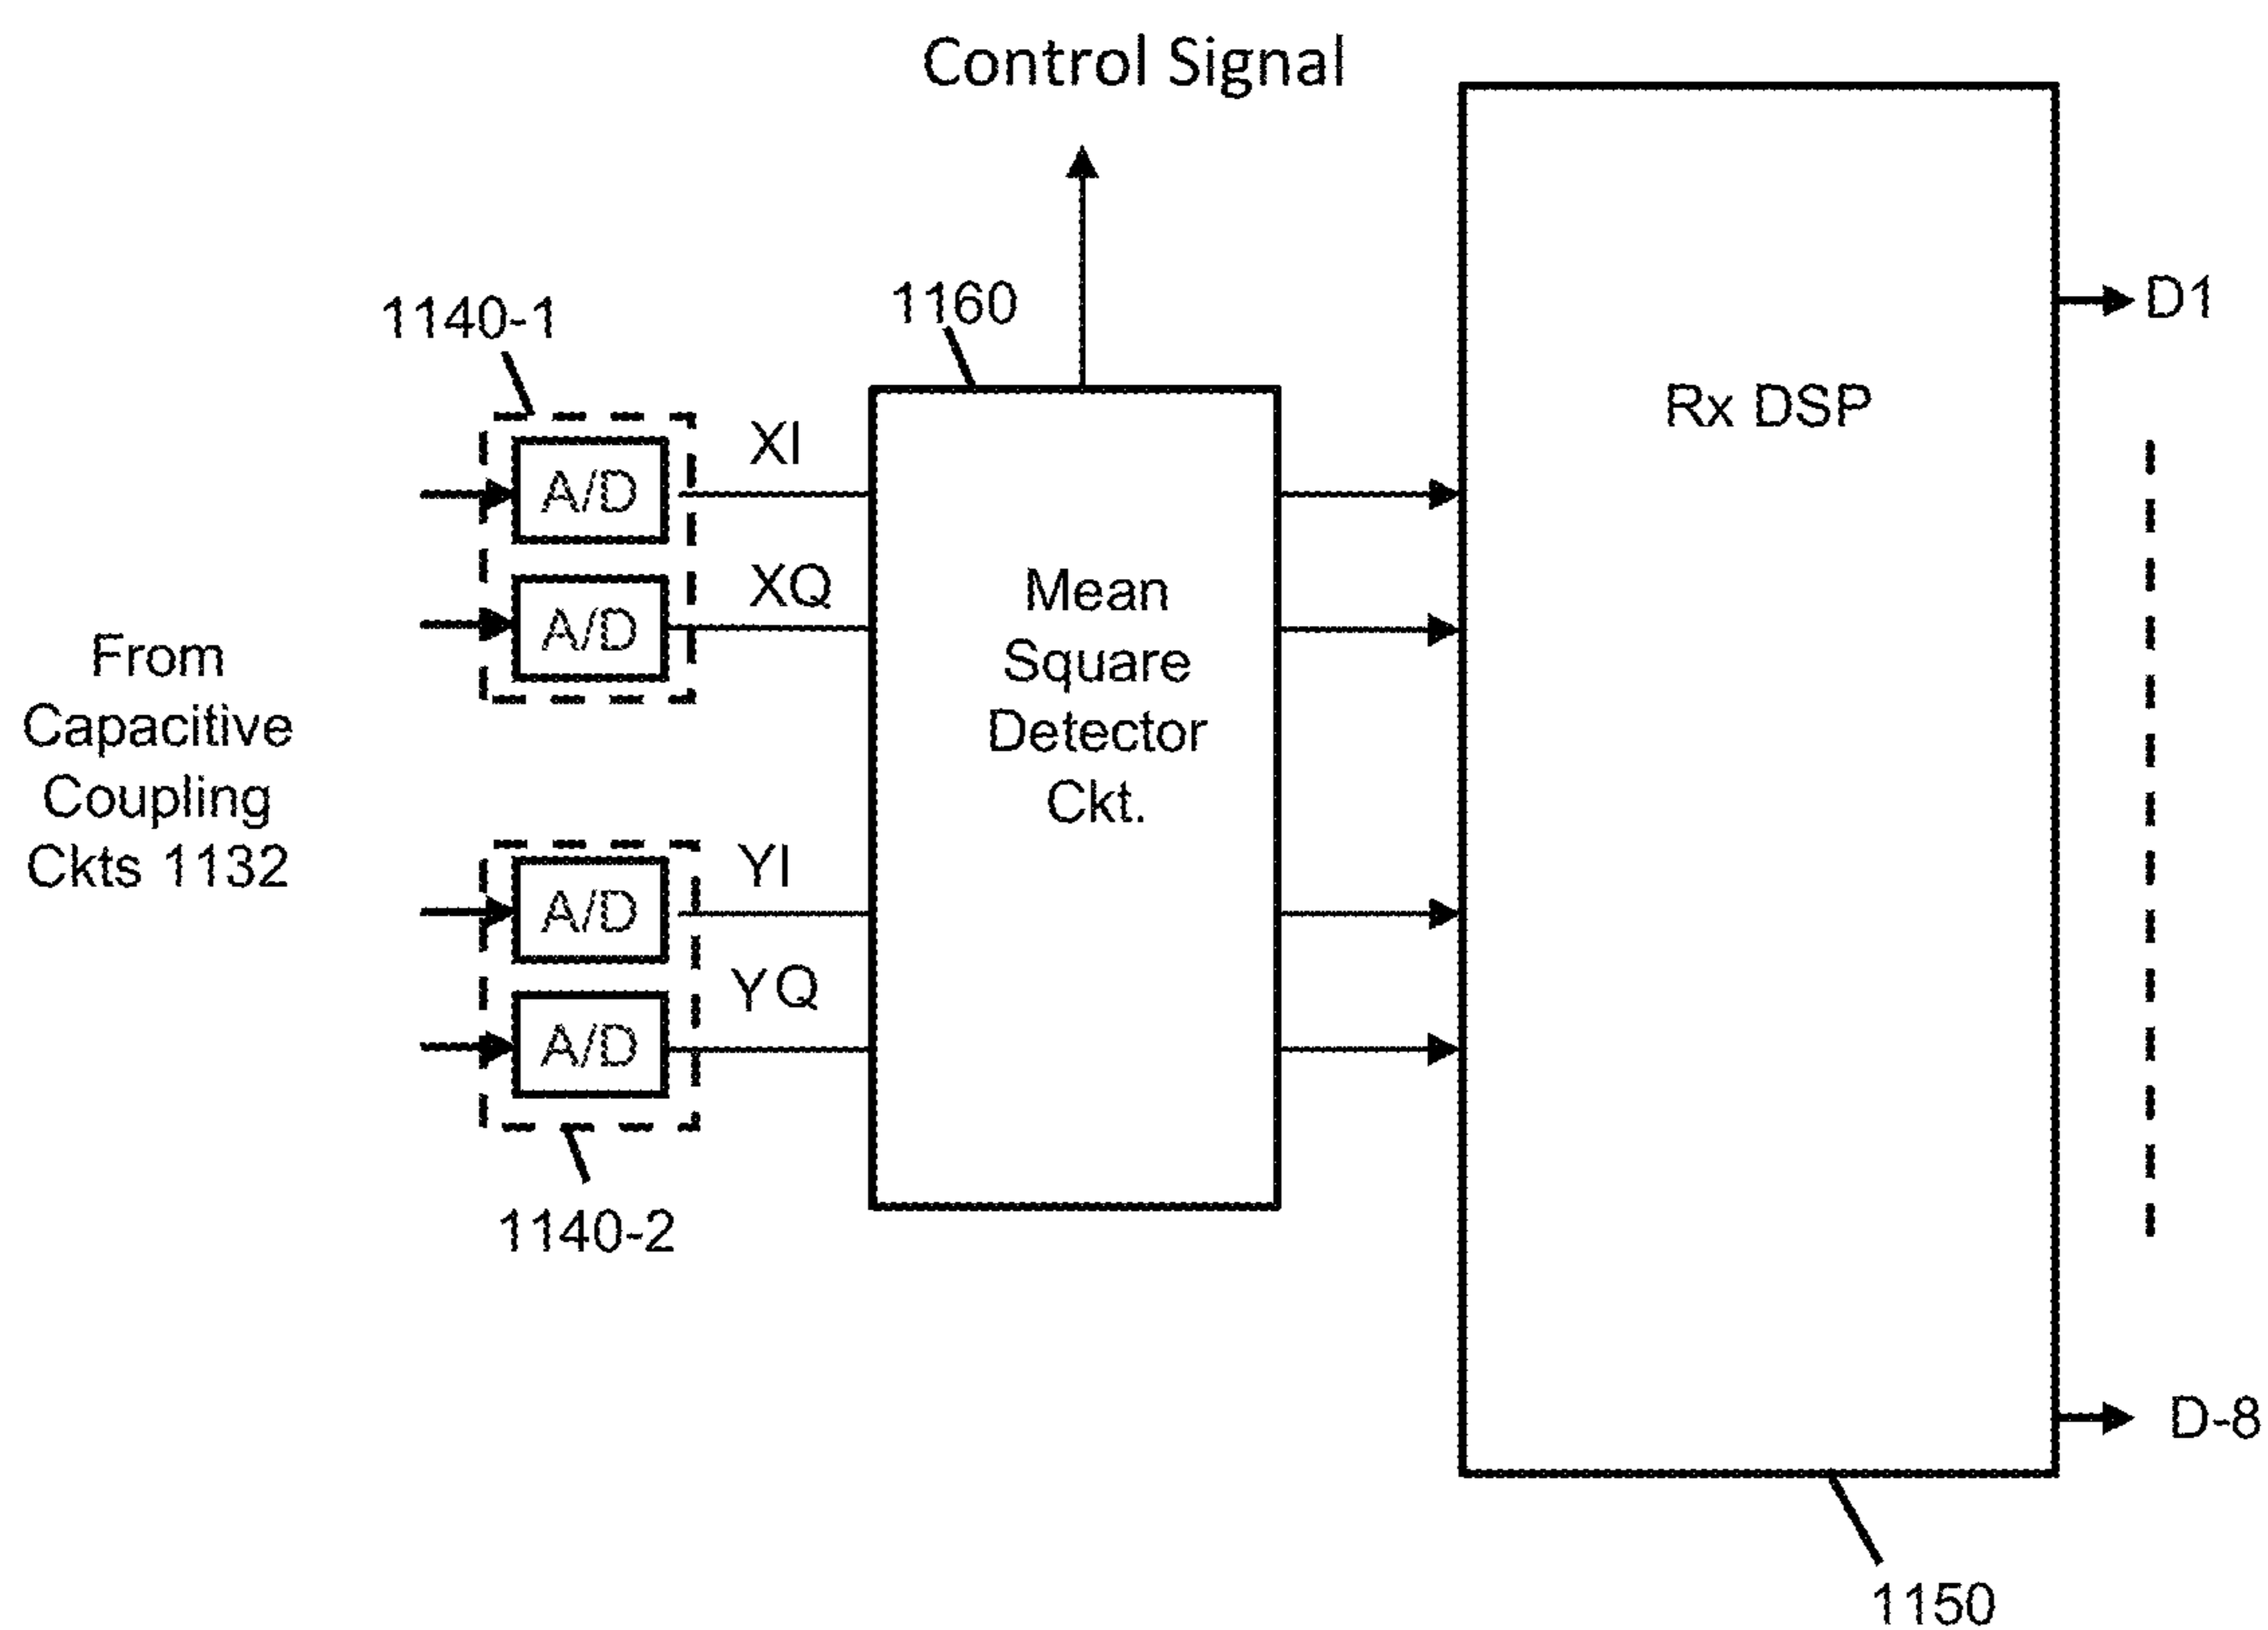 Control Signal
1140-1
1160
D1
Rx DSP
XI
A/D
XQ
A/D
Mean
Square
Detector
Ckt.
From
Capacitive
Coupling
Ckts 1132
YI
A/D
YQ
A/D
1140-2
D-8
1150